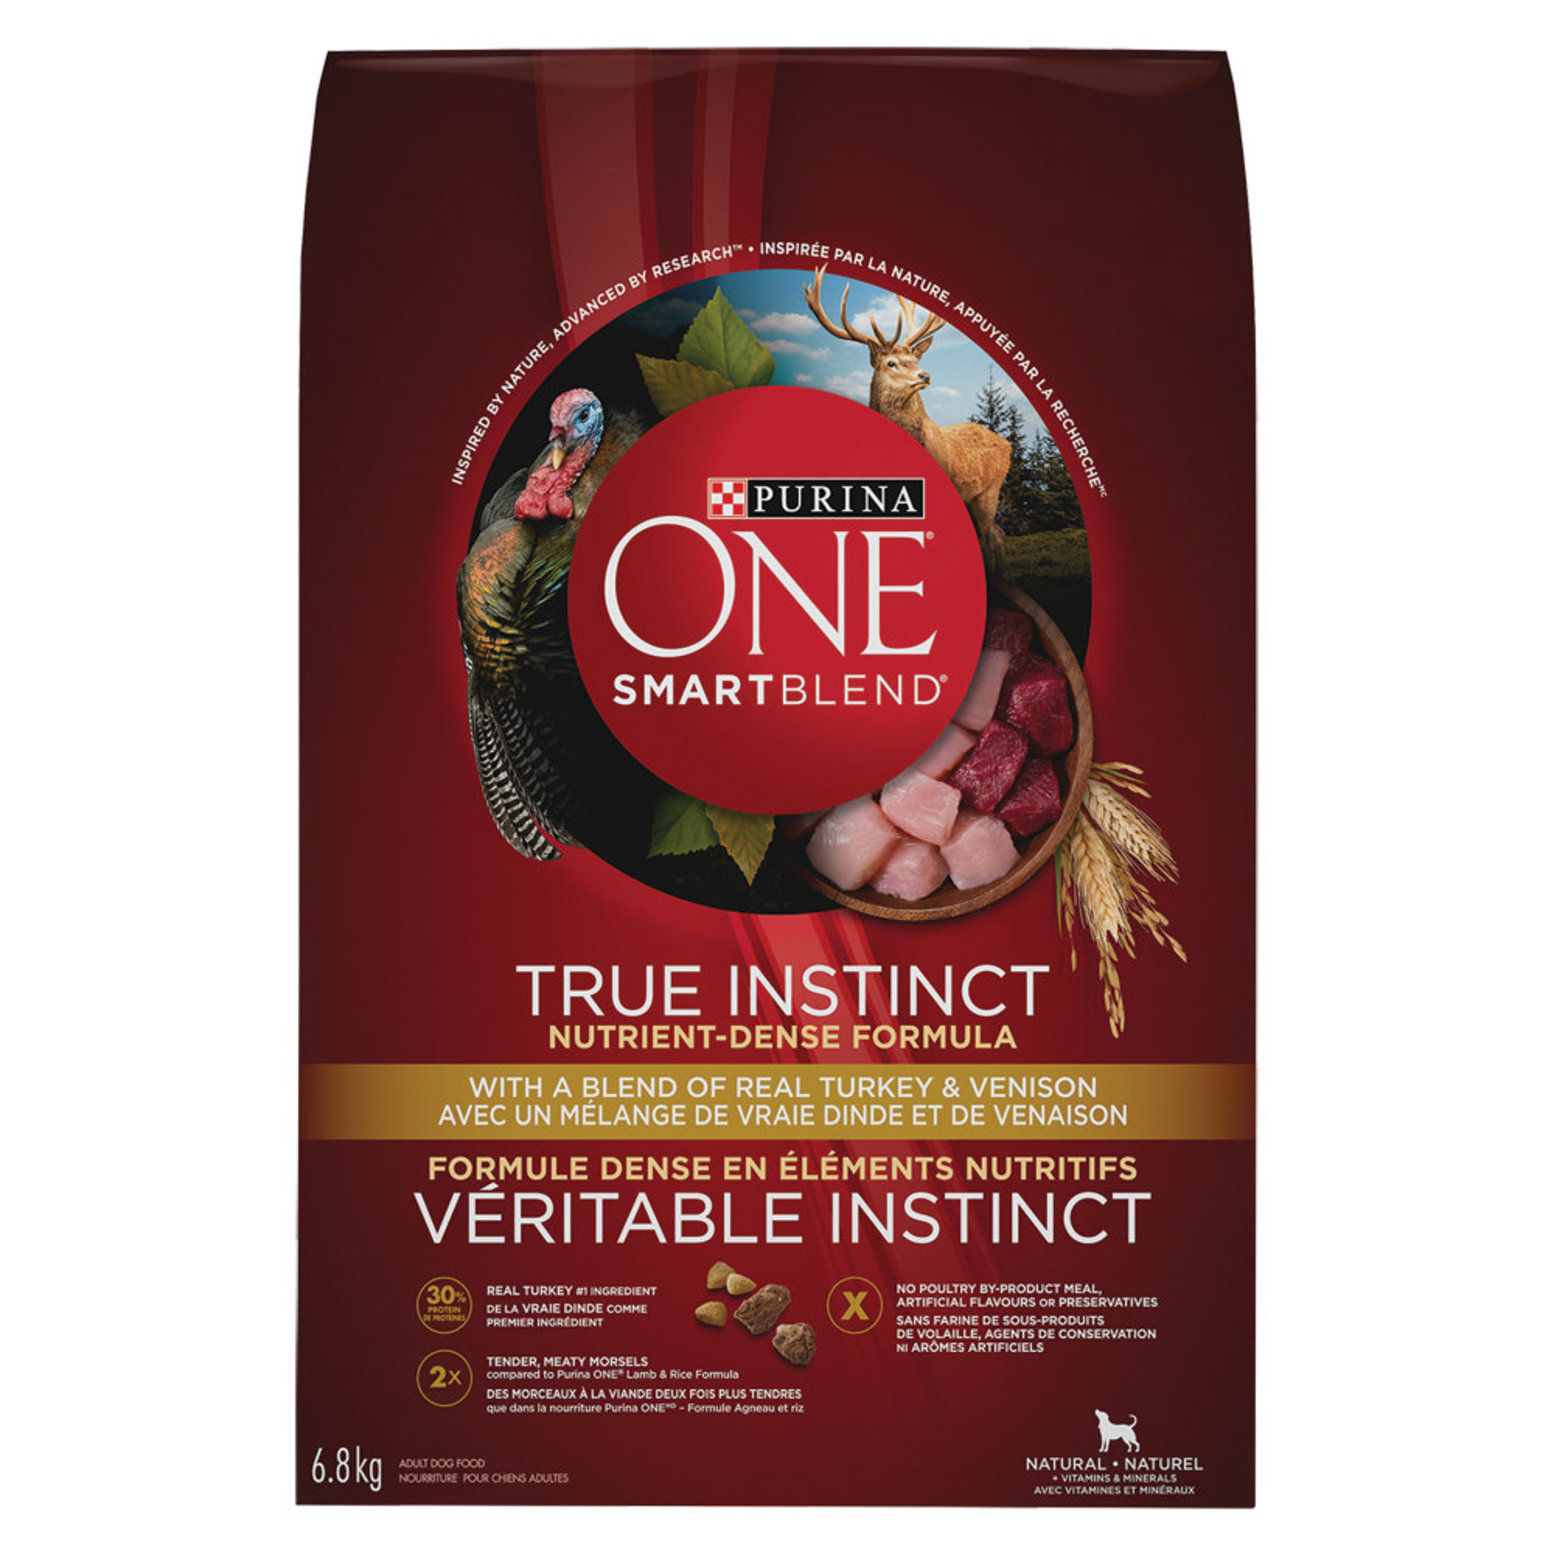 INSPIRED BY NATURE, ADVANCED BY RESEARCH™ • INSPIRÉE PAR LA NATURE, APPUYÉE PAR LA RECHERCHE MC
PURINA
ONE®
SMARTBLEND®
TRUE INSTINCT
NUTRIENT-DENSE FORMULA
WITH A BLEND OF REAL TURKEY & VENISON
AVEC UN MÉLANGE DE VRAIE DINDE ET DE VENAISON
FORMULE DENSE EN ÉLÉMENTS NUTRITIFS
VÉRITABLE INSTINCT
30%
PROTEIN
DE PROTÉINES
REAL TURKEY #1 INGREDIENT
DE LA VRAIE DINDE COMME
PREMIER INGRÉDIENT
2X
TENDER, MEATY MORSELS
compared to Purina ONE® Lamb & Rice Formula
DES MORCEAUX À LA VIANDE DEUX FOIS PLUS TENDRES
que dans la nourriture Purina ONE MD – Formule Agneau et riz
X
NO POULTRY BY-PRODUCT MEAL,
ARTIFICIAL FLAVOURS OR PRESERVATIVES
SANS FARINE DE SOUS-PRODUITS
DE VOLAILLE, AGENTS DE CONSERVATION
NI ARÔMES ARTIFICIELS
6.8kg
ADULT DOG FOOD
NOURRITURE POUR CHIENS ADULTES
NATURAL • NATUREL
+ VITAMINS & MINERALS
AVEC VITAMINES ET MINÉRAUX